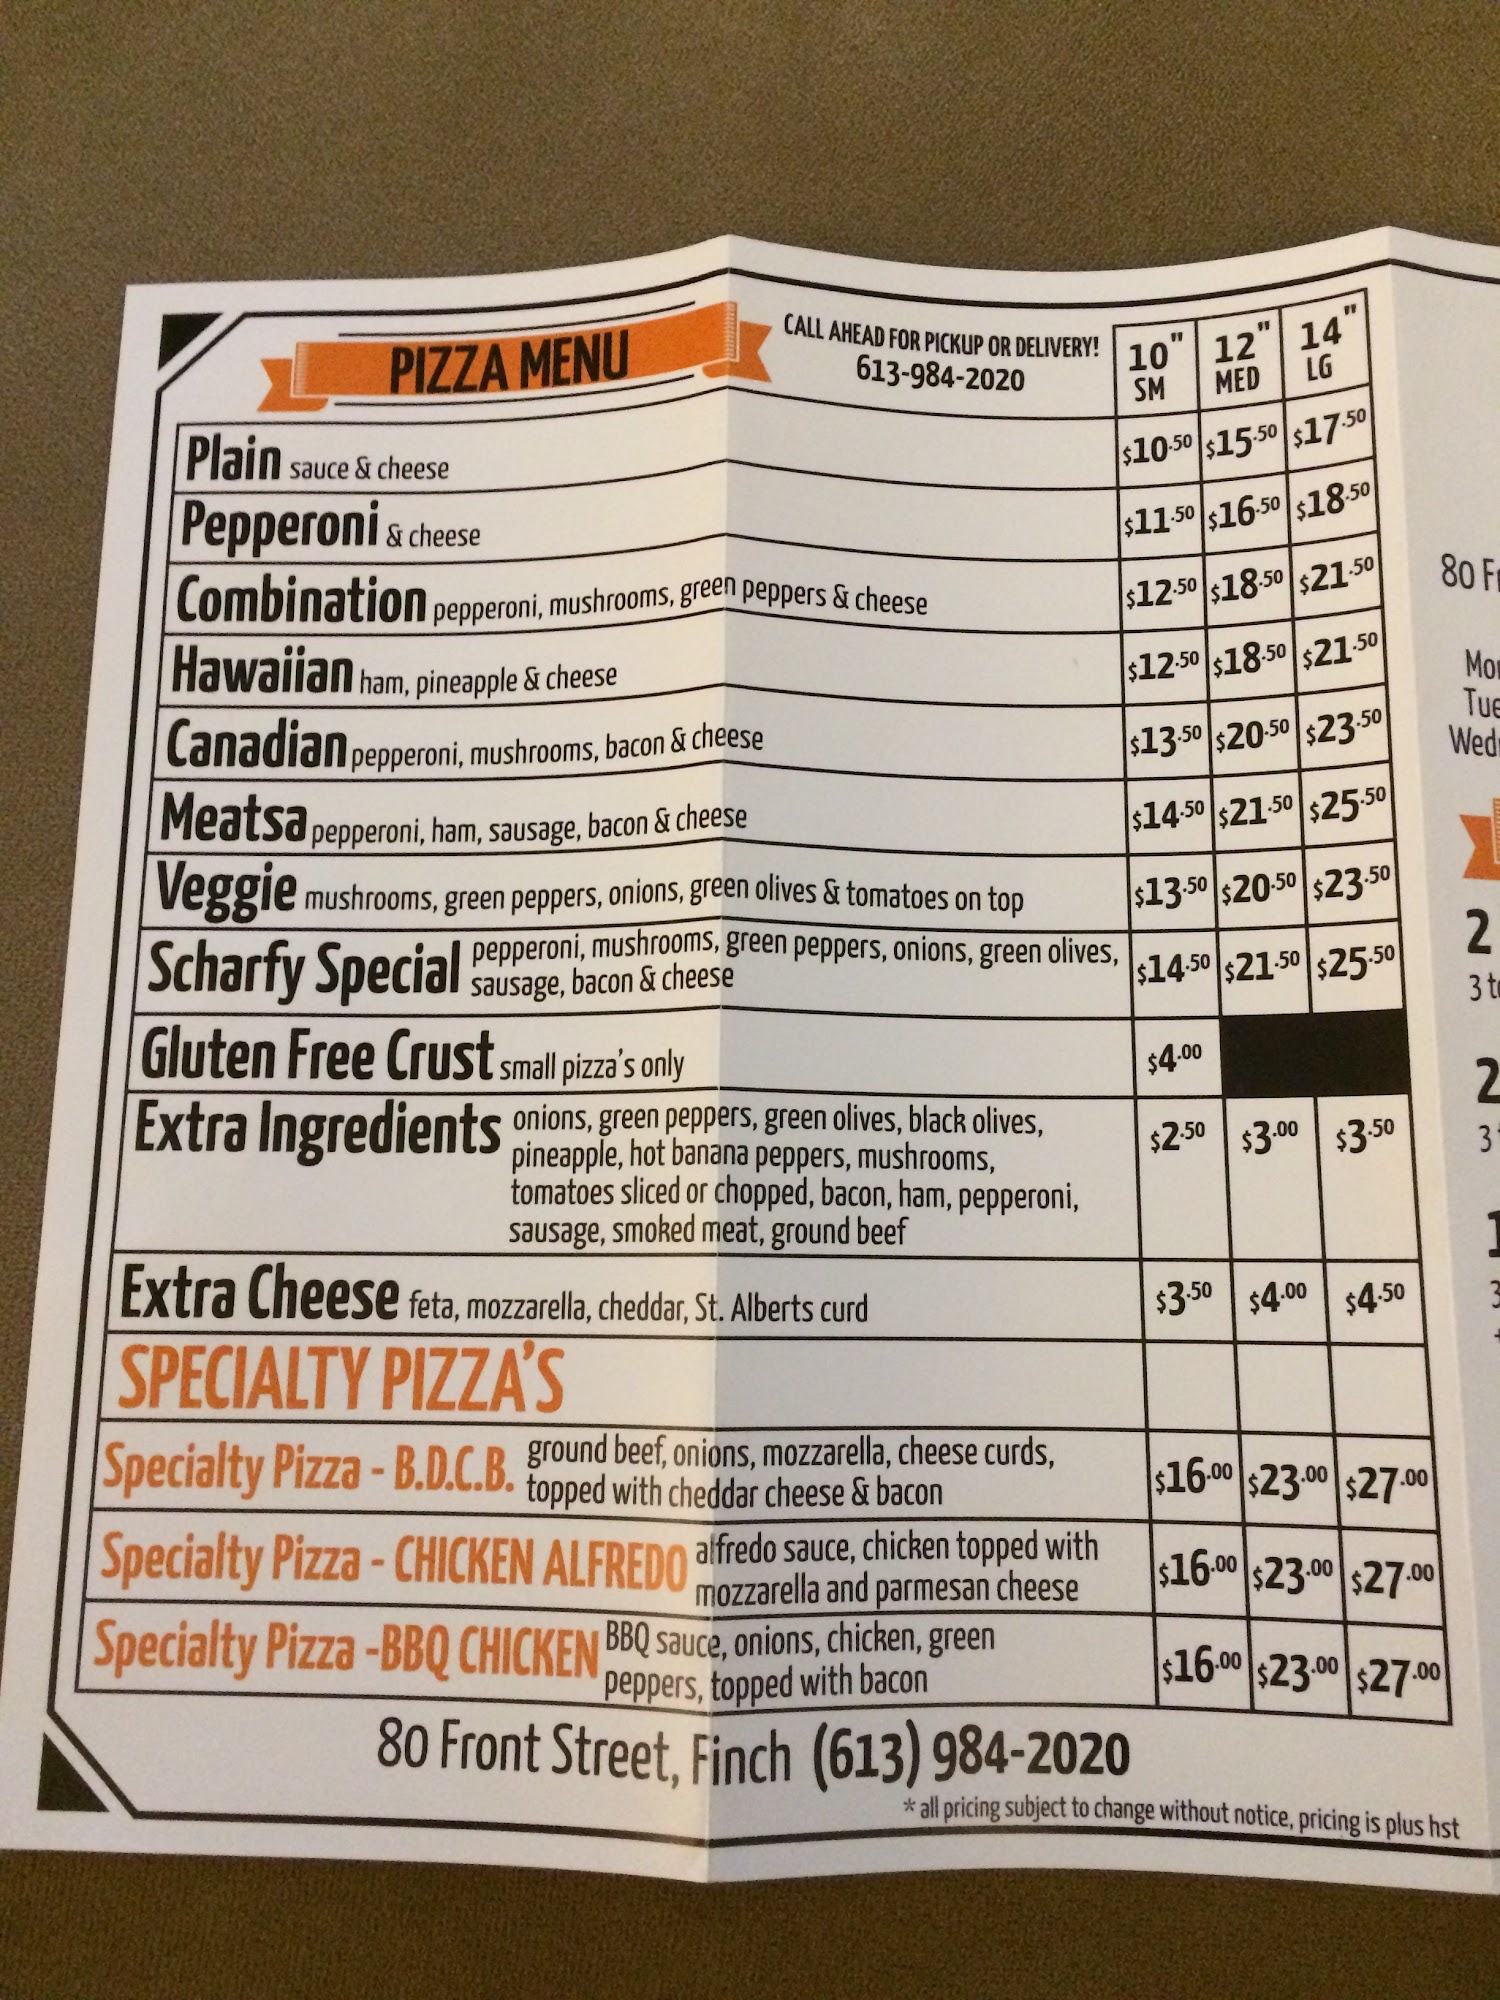 PIZZA MENU
CALL AHEAD FOR PICKUP OR DELIVERY!
613-984-2020
10" SM 12" MED 14" LG
Plain sauce & cheese $10.50 $15.50 $17.50
Pepperoni & cheese $11.50 $16.50 $18.50
Combination pepperoni, mushrooms, green peppers & cheese $12.50 $18.50 $21.50
Hawaiian ham, pineapple & cheese $12.50 $18.50 $21.50
Canadian pepperoni, mushrooms, bacon & cheese $13.50 $20.50 $23.50
Meatsa pepperoni, ham, sausage, bacon & cheese $14.50 $21.50 $25.50
Veggie mushrooms, green peppers, onions, green olives & tomatoes on top $13.50 $20.50 $23.50
Scharfy Special pepperoni, mushrooms, green peppers, onions, green olives,
sausage, bacon & cheese $14.50 $21.50 $25.50
Gluten Free Crust small pizza's only $4.00
Extra Ingredients onions, green peppers, green olives, black olives, $2.50 $3.00 $3.50
pineapple, hot banana peppers, mushrooms,
tomatoes sliced or chopped, bacon, ham, pepperoni,
sausage, smoked meat, ground beef
Extra Cheese feta, mozzarella, cheddar, St. Alberts curd $3.50 $4.00 $4.50
SPECIALTY PIZZA'S
Specialty Pizza - B.D.C.B. ground beef, onions, mozzarella, cheese curds,
topped with cheddar cheese & bacon $16.00 $23.00 $27.00
Specialty Pizza - CHICKEN ALFREDO alfredo sauce, chicken topped with
mozzarella and parmesan cheese $16.00 $23.00 $27.00
Specialty Pizza -BBQ CHICKEN BBQ sauce, onions, chicken, green
peppers, topped with bacon $16.00 $23.00 $27.00
80 Front Street, Finch (613) 984-2020
* all pricing subject to change without notice, pricing is plus hst
80
2
3
2
3